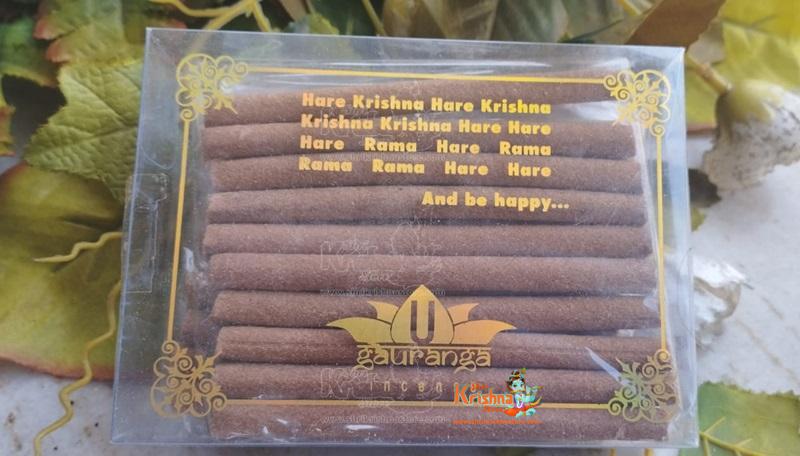 Hare Krishna Hare Krishna
Krishna Krishna Hare Hare
Hare Rama Hare Rama
Rama Rama Hare Hare
And be happy...
gauranga
Krishna